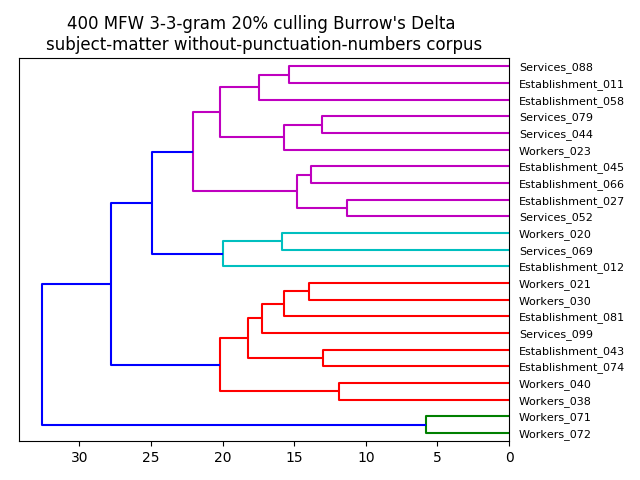 400 MFW 3-3-gram 20% culling Burrow's Delta
subject-matter without-punctuation-numbers corpus
Services_088
Establishment_011
Establishment_058
Services_079
Services_044
Workers_023
Establishment_045
Establishment_066
Establishment_027
Services_052
Workers_020
Services_069
Establishment_012
Workers_021
Workers_030
Establishment_081
Services_099
Establishment_043
Establishment_074
Workers_040
Workers_038
Workers_071
Workers_072
30 25 20 15 10 5 0